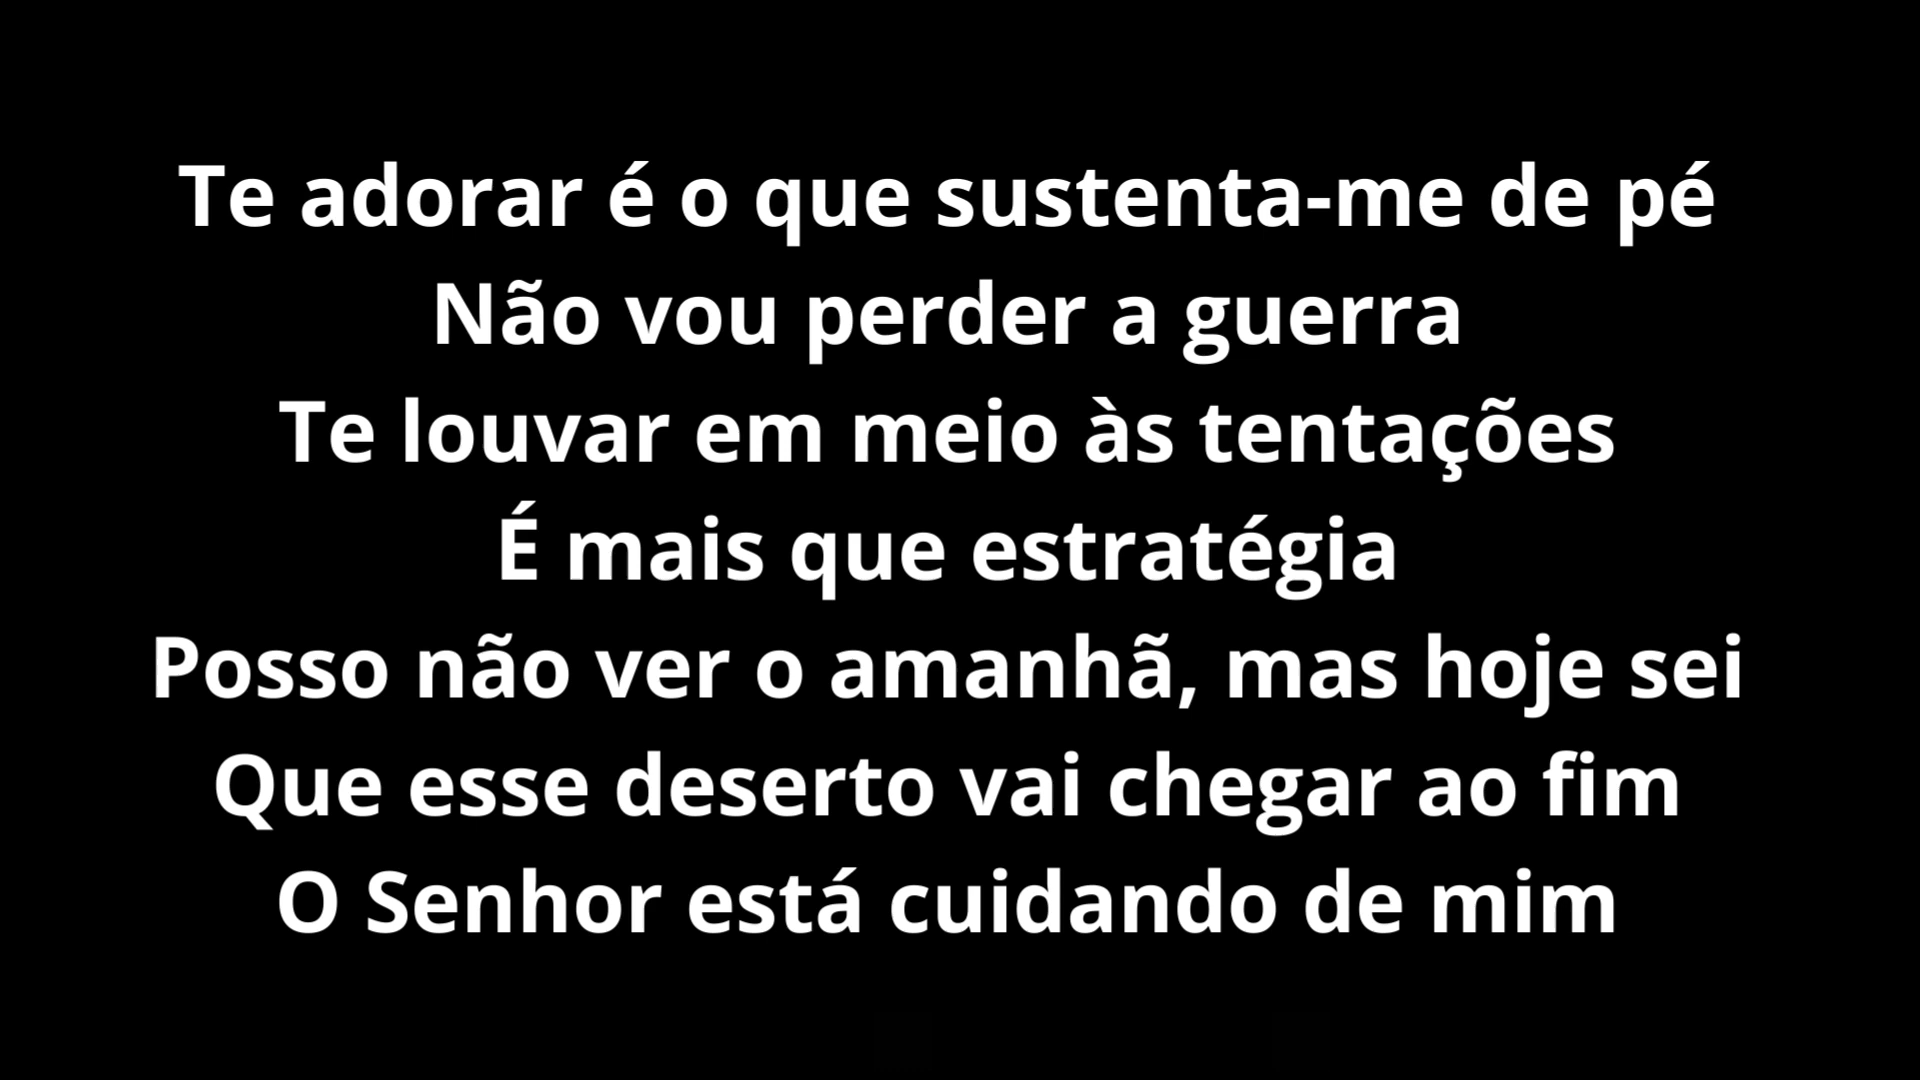 Te adorar é o que sustenta-me de pé
Não vou perder a guerra
Te louvar em meio às tentações
É mais que estratégia
Posso não ver o amanhã, mas hoje sei
Que esse deserto vai chegar ao fim
O Senhor está cuidando de mim